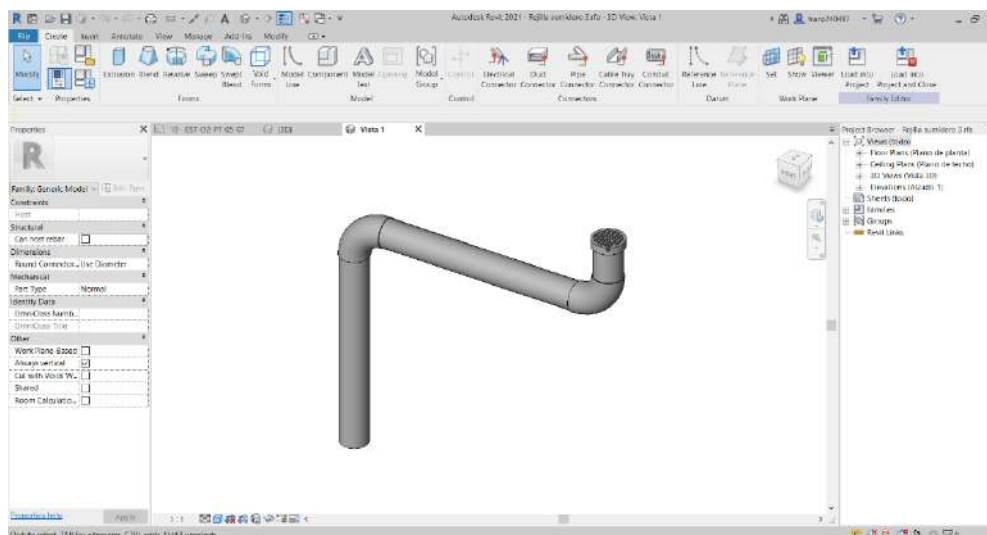 Autodesk Revit 2021 - Rejilla sumidero 3.rfa - 3D View: Vista 1
File Create Insert Annotate View Manage Add-Ins Modify
Modify
Extrusion Blend Revolve Sweep Swept Blend Void Forms
Model Line Component Model Text Opening Model Group
Control
Electrical Connector Duct Connector Pipe Connector Cable Tray Connector Conduit Connector
Reference Line Reference Plane
Set Show Viewer
Load into Project Load into Project and Close
Select Properties Forms Model Control Connectors Datum Work Plane Family Editor
Properties
{3D}
Vista 1
Project Browser - Rejilla sumidero 3.rfa
Views (todo)
Floor Plans (Plano de planta)
Ceiling Plans (Plano de techo)
3D Views (Vista 3D)
Elevations (Alzado 1)
Sheets (todo)
Families
Groups
Revit Links
Family: Generic Model
Edit Type
Constraints
Host
Structural
Can host rebar
Dimensions
Round Connector... Use Diameter
Mechanical
Part Type Normal
Identity Data
OmniClass Numb...
OmniClass Title
Other
Work Plane-Based
Always vertical
Cut with Voids W...
Shared
Room Calculatio...
Properties help
Apply
1 : 1